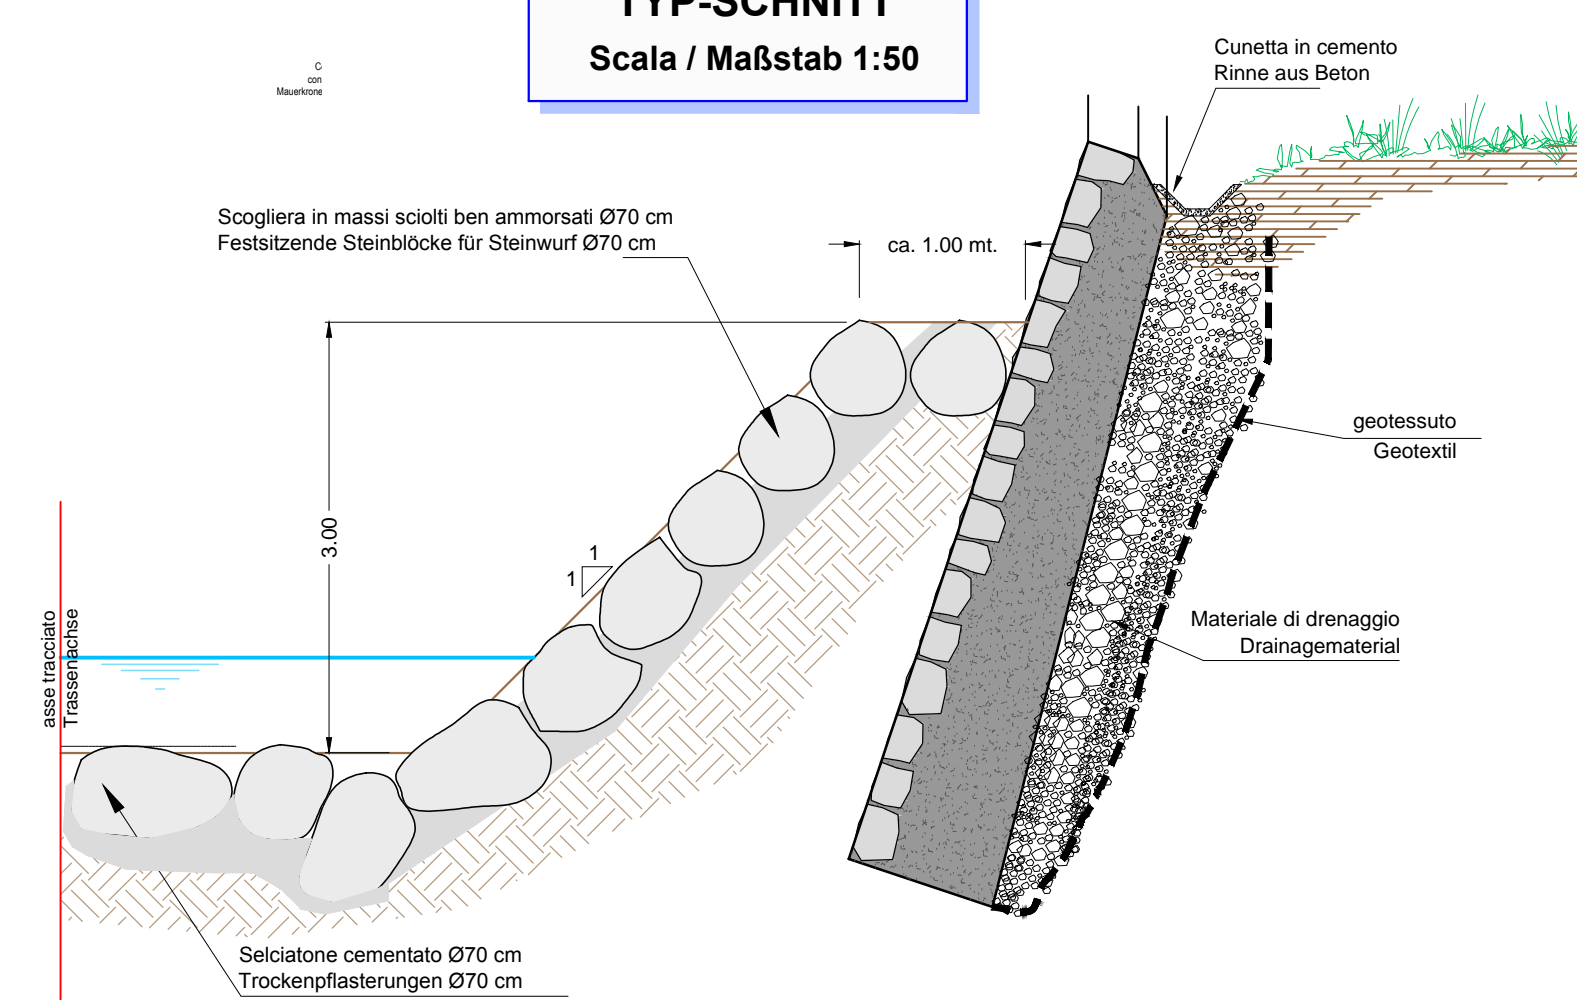 TYP-SCHNITT
Scala / Maßstab 1:50
con
Mauerkrone
Cunetta in cemento
Rinne aus Beton
Scogliera in massi sciolti ben ammorsati Ø70 cm
Festsitzende Steinblöcke für Steinwurf Ø70 cm
ca. 1.00 mt.
3.00
1
1
geotessuto
Geotextil
asse tracciato
Trassenachse
Materiale di drenaggio
Drainagematerial
Selciatone cementato Ø70 cm
Trockenpflasterungen Ø70 cm